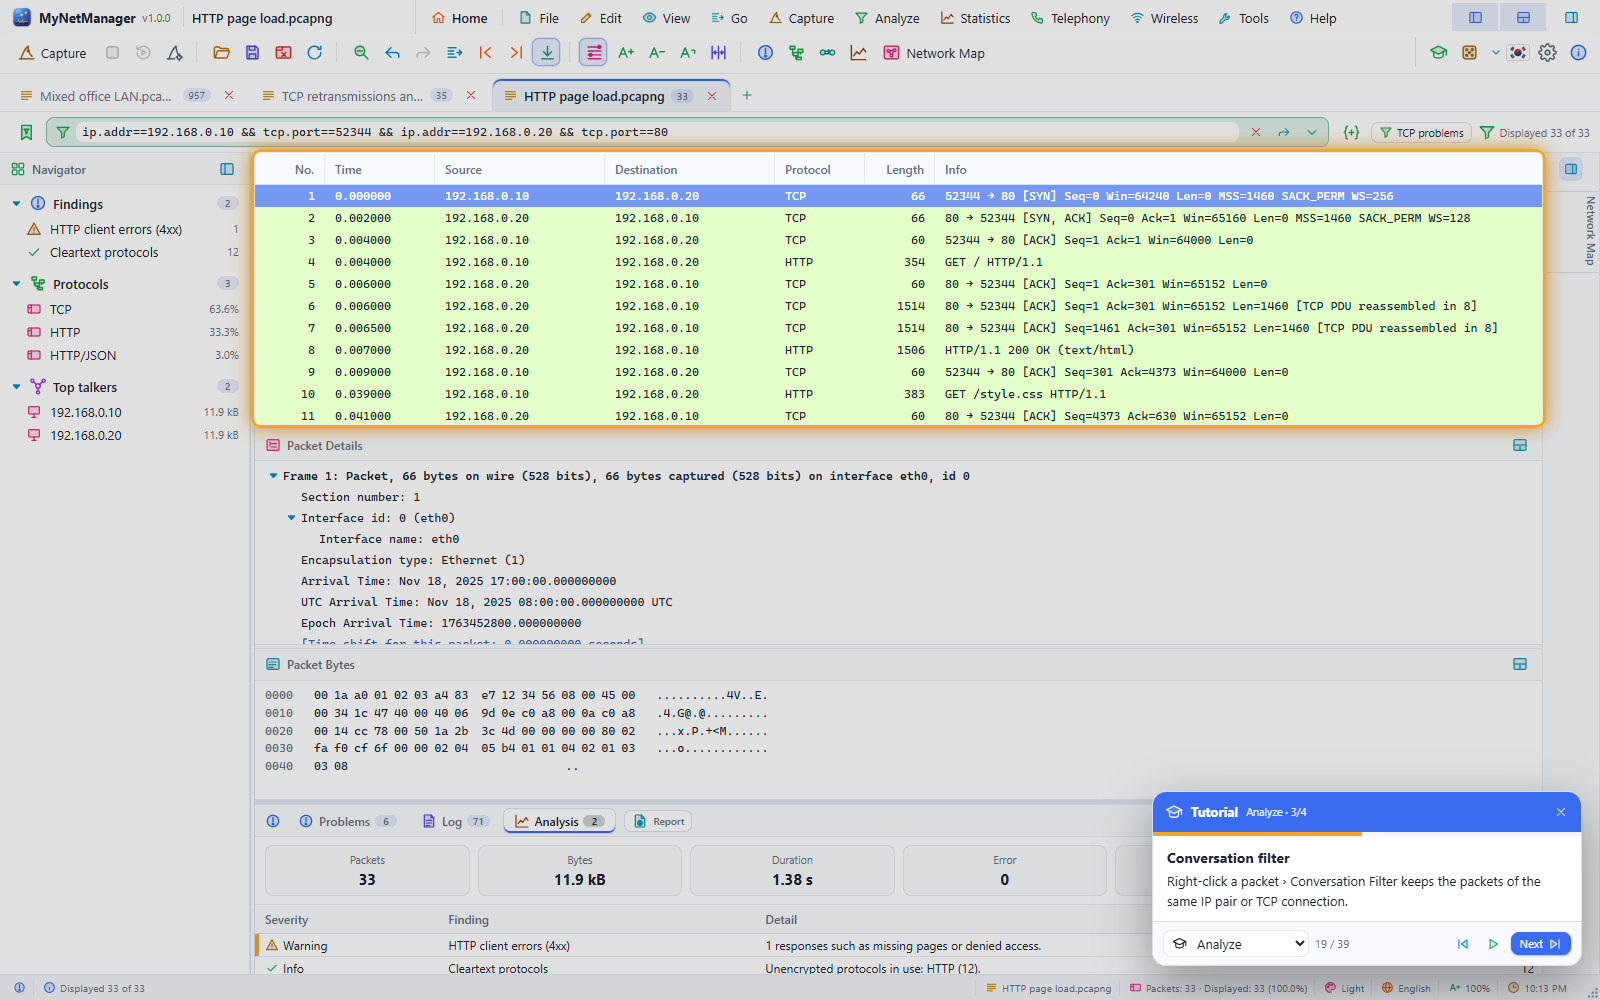 MyNetManager v1.0.0 HTTP page load.pcapng Home File Edit View Go Capture Analyze Statistics Telephony Wireless Tools Help
Capture Network Map
Mixed office LAN.pca... 957 TCP retransmissions an... 35 HTTP page load.pcapng 33
ip.addr==192.168.0.10 && tcp.port==52344 && ip.addr==192.168.0.20 && tcp.port==80 TCP problems Displayed 33 of 33
Navigator
Findings 2
HTTP client errors (4xx) 1
Cleartext protocols 12
Protocols 3
TCP 63.6%
HTTP 33.3%
HTTP/JSON 3.0%
Top talkers 2
192.168.0.10 11.9 kB
192.168.0.20 11.9 kB
No. Time Source Destination Protocol Length Info
1 0.000000 192.168.0.10 192.168.0.20 TCP 66 52344 → 80 [SYN] Seq=0 Win=64240 Len=0 MSS=1460 SACK_PERM WS=256
2 0.002000 192.168.0.20 192.168.0.10 TCP 66 80 → 52344 [SYN, ACK] Seq=0 Ack=1 Win=65160 Len=0 MSS=1460 SACK_PERM WS=128
3 0.004000 192.168.0.10 192.168.0.20 TCP 60 52344 → 80 [ACK] Seq=1 Ack=1 Win=64000 Len=0
4 0.004000 192.168.0.10 192.168.0.20 HTTP 354 GET / HTTP/1.1
5 0.006000 192.168.0.20 192.168.0.10 TCP 60 80 → 52344 [ACK] Seq=1 Ack=301 Win=65152 Len=0
6 0.006000 192.168.0.20 192.168.0.10 TCP 1514 80 → 52344 [ACK] Seq=1 Ack=301 Win=65152 Len=1460 [TCP PDU reassembled in 8]
7 0.006500 192.168.0.20 192.168.0.10 TCP 1514 80 → 52344 [ACK] Seq=1461 Ack=301 Win=65152 Len=1460 [TCP PDU reassembled in 8]
8 0.007000 192.168.0.20 192.168.0.10 HTTP 1506 HTTP/1.1 200 OK (text/html)
9 0.009000 192.168.0.10 192.168.0.20 TCP 60 52344 → 80 [ACK] Seq=301 Ack=4373 Win=64000 Len=0
10 0.039000 192.168.0.10 192.168.0.20 HTTP 383 GET /style.css HTTP/1.1
11 0.041000 192.168.0.20 192.168.0.10 TCP 60 80 → 52344 [ACK] Seq=4373 Ack=630 Win=65152 Len=0
Network Map
Packet Details
Frame 1: Packet, 66 bytes on wire (528 bits), 66 bytes captured (528 bits) on interface eth0, id 0
Section number: 1
Interface id: 0 (eth0)
Interface name: eth0
Encapsulation type: Ethernet (1)
Arrival Time: Nov 18, 2025 17:00:00.000000000
UTC Arrival Time: Nov 18, 2025 08:00:00.000000000 UTC
Epoch Arrival Time: 1763452800.000000000
[Time shift for this packet: 0.000000000 seconds]
Packet Bytes
0000 00 1a a0 01 02 03 a4 83 e7 12 34 56 08 00 45 00 ..........4V..E.
0010 00 34 1c 47 40 00 40 06 9d 0e c0 a8 00 0a c0 a8 .4.G@.@.........
0020 00 14 cc 78 00 50 1a 2b 3c 4d 00 00 00 00 80 02 ...x.P.+<M......
0030 fa f0 cf 6f 00 00 02 04 05 b4 01 01 04 02 01 03 ...o............
0040 03 08 ..
Problems 6 Log 71 Analysis 2 Report
Packets Bytes Duration Error
33 11.9 kB 1.38 s 0
Severity Finding Detail
Warning HTTP client errors (4xx) 1 responses such as missing pages or denied access.
Info Cleartext protocols Unencrypted protocols in use: HTTP (12). 12
Tutorial Analyze · 3/4
Conversation filter
Right-click a packet › Conversation Filter keeps the packets of the
same IP pair or TCP connection.
Analyze 19 / 39 Next
Displayed 33 of 33 HTTP page load.pcapng Packets: 33 · Displayed: 33 (100.0%) Light English 100% 10:13 PM